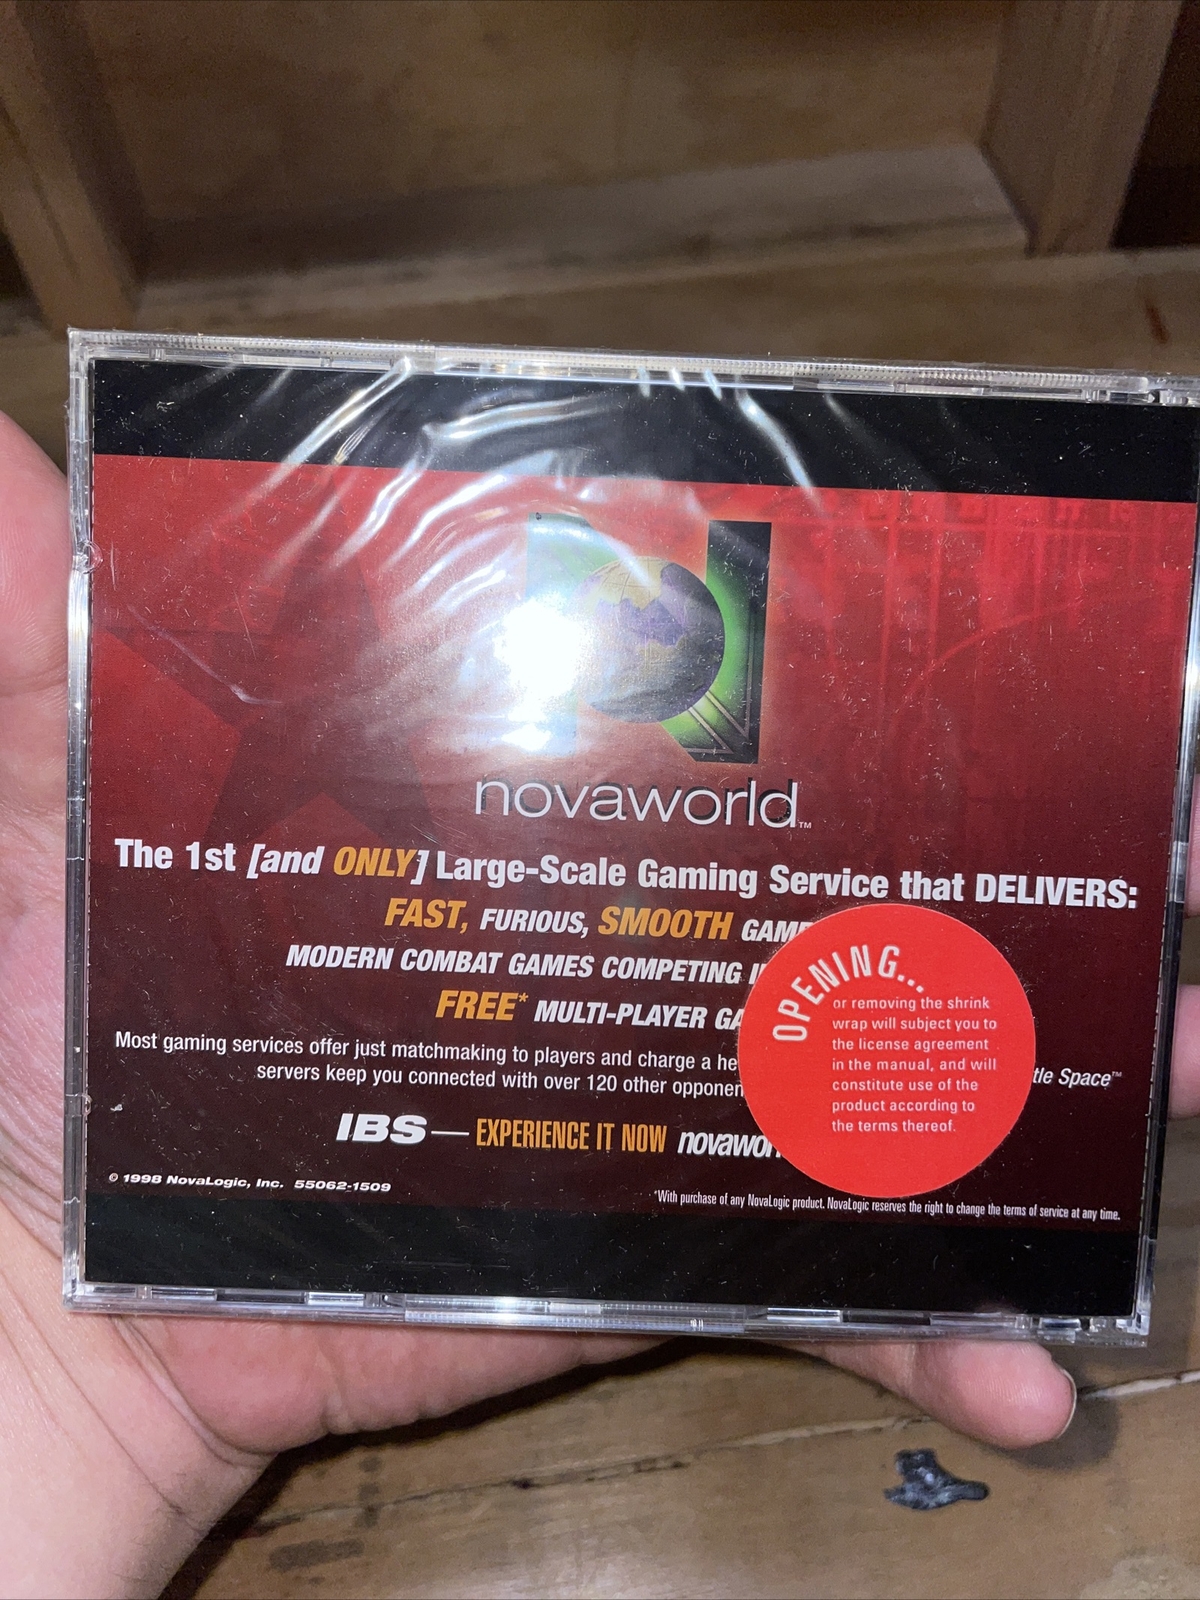 novaworld™
The 1st [and ONLY] Large-Scale Gaming Service that DELIVERS:
FAST, FURIOUS, SMOOTH
MODERN COMBAT GAMES COMPETING
FREE* MULTI-PLAYER
Most gaming services offer just matchmaking to players and charge a
servers keep you connected with over 120 other Space™
IBS — EXPERIENCE IT NOW
© 1998 NovaLogic, Inc. 55062-1509
*With purchase of any NovaLogic product. NovaLogic reserves the right to change the terms of service at any time.
OPENING...
or removing the shrink
wrap will subject you to
the license agreement
in the manual, and will
constitute use of the
product according to
the terms thereof.